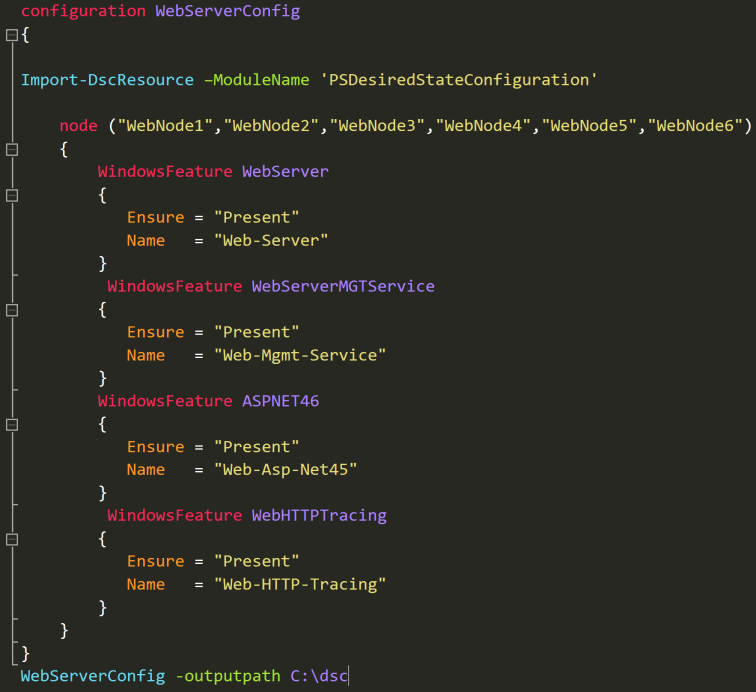 configuration WebServerConfig
{
Import-DscResource –ModuleName 'PSDesiredStateConfiguration'
node ("WebNode1","WebNode2","WebNode3","WebNode4","WebNode5","WebNode6")
{
WindowsFeature WebServer
{
Ensure = "Present"
Name   = "Web-Server"
}
WindowsFeature WebServerMGTService
{
Ensure = "Present"
Name   = "Web-Mgmt-Service"
}
WindowsFeature ASPNET46
{
Ensure = "Present"
Name   = "Web-Asp-Net45"
}
WindowsFeature WebHTTPTracing
{
Ensure = "Present"
Name   = "Web-HTTP-Tracing"
}
}
}
WebServerConfig -outputpath C:\dsc